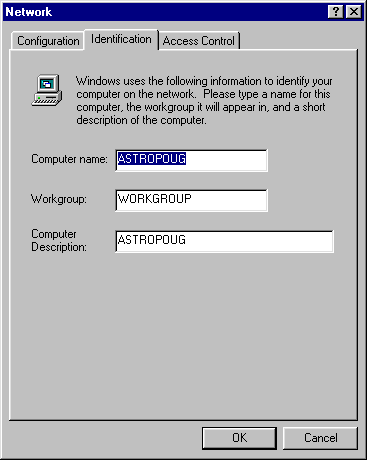 Network
Configuration Identification Access Control
Windows uses the following information to identify your
computer on the network. Please type a name for this
computer, the workgroup it will appear in, and a short
description of the computer.
Computer name: ASTROPOUG
Workgroup: WORKGROUP
Computer
Description: ASTROPOUG
OK Cancel